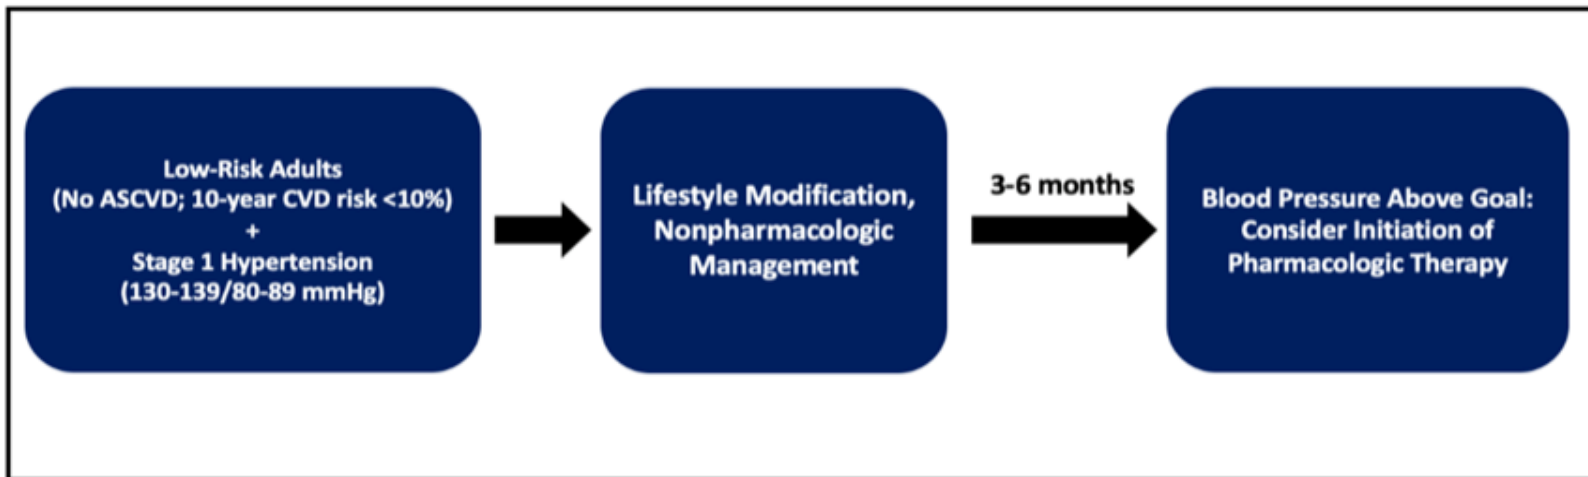 Low-Risk Adults
(No ASCVD; 10-year CVD risk <10%)
+
Stage 1 Hypertension
(130-139/80-89 mmHg)
Lifestyle Modification,
Nonpharmacologic
Management
3-6 months
Blood Pressure Above Goal:
Consider Initiation of
Pharmacologic Therapy